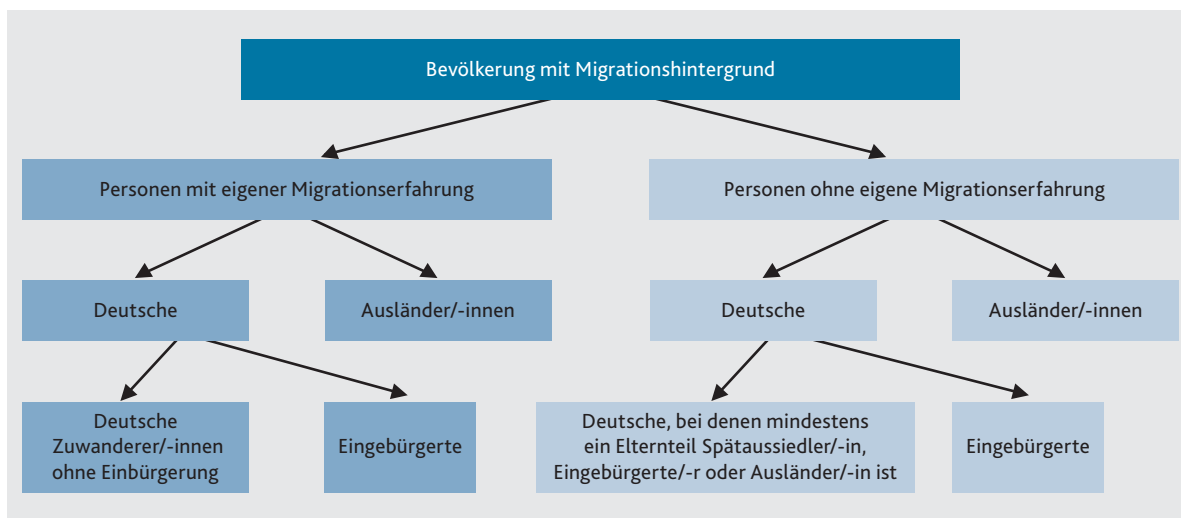 Bevölkerung mit Migrationshintergrund
Personen mit eigener Migrationserfahrung
Personen ohne eigene Migrationserfahrung
Deutsche
Ausländer/-innen
Deutsche
Ausländer/-innen
Deutsche
Zuwanderer/-innen
ohne Einbürgerung
Eingebürgerte
Deutsche, bei denen mindestens
ein Elternteil Spätaussiedler/-in,
Eingebürgerte/-r oder Ausländer/-in ist
Eingebürgerte